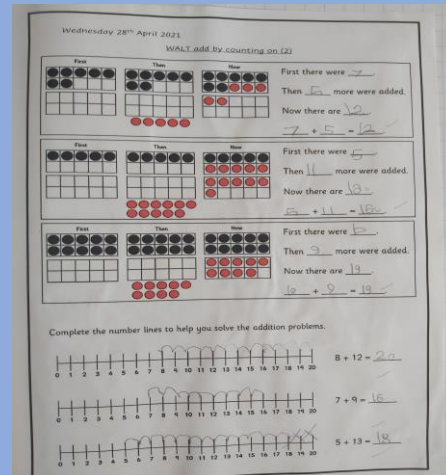 Wednesday 28th April 2021
WALT add by counting on (2)
First Then Now
First there were 7
Then 5 more were added.
Now there are 12
7 + 5 = 12
First Then Now
First there were 5
Then 11 more were added.
Now there are
5 + 11 =
First Then Now
First there were
Then 9 more were added.
Now there are 19
+ 9 = 19
Complete the number lines to help you solve the addition problems.
0 1 2 3 4 5 6 7 8 9 10 11 12 13 14 15 16 17 18 19 20
8 + 12 = 20
0 1 2 3 4 5 6 7 8 9 10 11 12 13 14 15 16 17 18 19 20
7 + 9 = 16
0 1 2 3 4 5 6 7 8 9 10 11 12 13 14 15 16 17 18 19 20
5 + 13 = 18